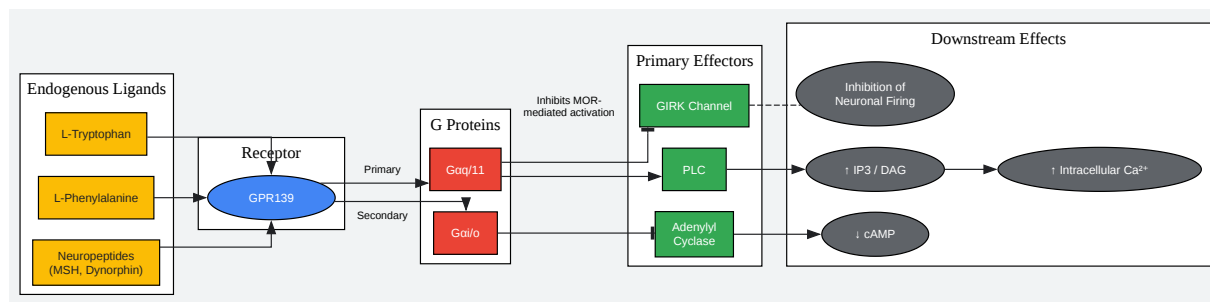 Endogenous Ligands
L-Tryptophan
L-Phenylalanine
Neuropeptides
(MSH, Dynorphin)
Receptor
GPR139
Primary
Secondary
G Proteins
Gαq/11
Gαi/o
Inhibits MOR-
mediated activation
Primary Effectors
GIRK Channel
PLC
Adenylyl
Cyclase
Downstream Effects
Inhibition of
Neuronal Firing
↑ IP3 / DAG
↑ Intracellular Ca²⁺
↓ cAMP